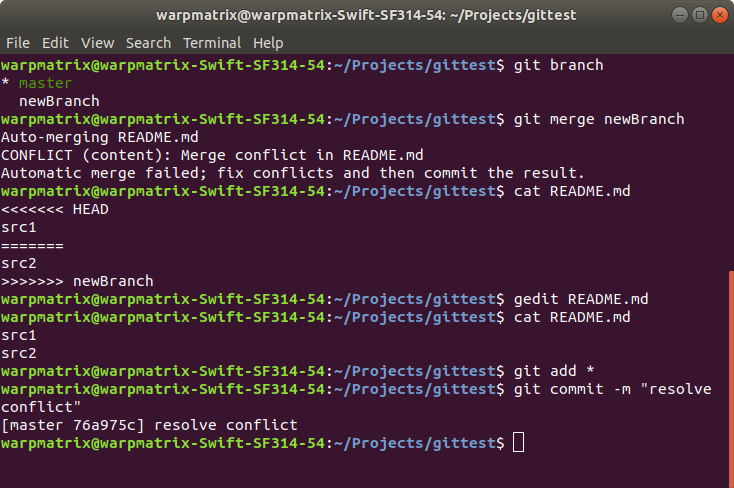 warpmatrix@warpmatrix-Swift-SF314-54: ~/Projects/gittest
File Edit View Search Terminal Help
warpmatrix@warpmatrix-Swift-SF314-54:~/Projects/gittest$ git branch
* master
  newBranch
warpmatrix@warpmatrix-Swift-SF314-54:~/Projects/gittest$ git merge newBranch
Auto-merging README.md
CONFLICT (content): Merge conflict in README.md
Automatic merge failed; fix conflicts and then commit the result.
warpmatrix@warpmatrix-Swift-SF314-54:~/Projects/gittest$ cat README.md
<<<<<<< HEAD
src1
=======
src2
>>>>>>> newBranch
warpmatrix@warpmatrix-Swift-SF314-54:~/Projects/gittest$ gedit README.md
warpmatrix@warpmatrix-Swift-SF314-54:~/Projects/gittest$ cat README.md
src1
src2
warpmatrix@warpmatrix-Swift-SF314-54:~/Projects/gittest$ git add *
warpmatrix@warpmatrix-Swift-SF314-54:~/Projects/gittest$ git commit -m "resolve
conflict"
[master 76a975c] resolve conflict
warpmatrix@warpmatrix-Swift-SF314-54:~/Projects/gittest$